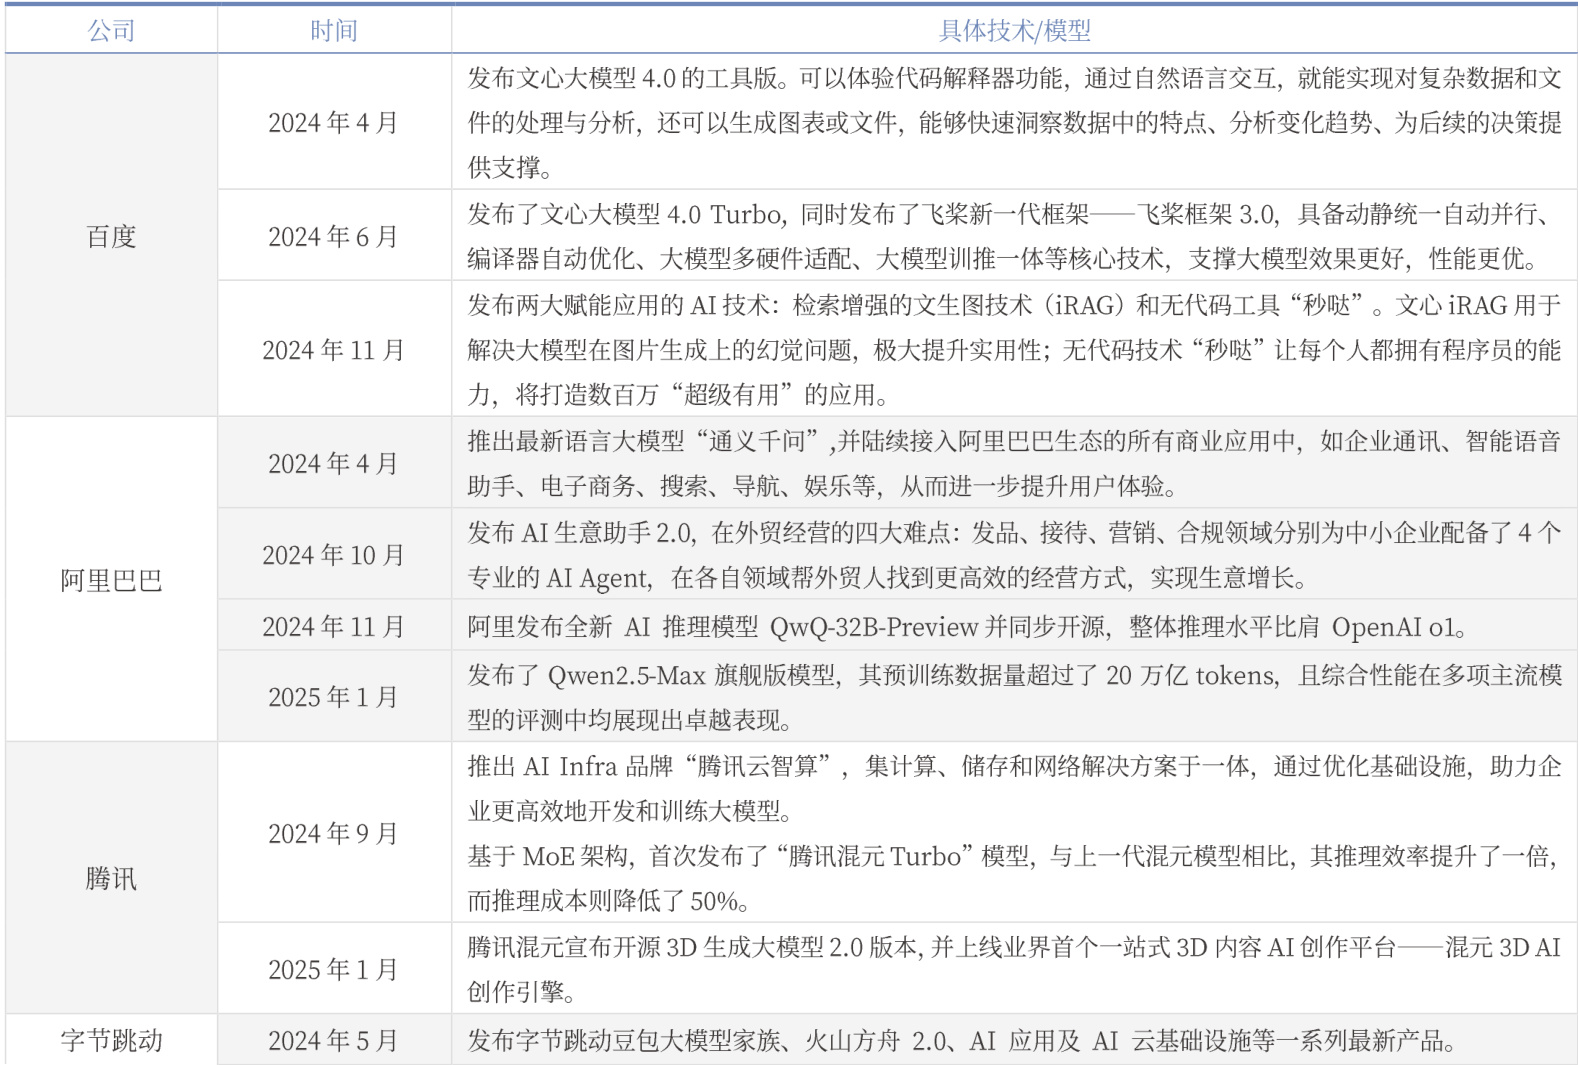 公司 时间 具体技术/模型
发布文心大模型 4.0 的工具版。可以体验代码解释器功能，通过自然语言交互，就能实现对复杂数据和文
百度 2024 年 4 月 件的处理与分析，还可以生成图表或文件，能够快速洞察数据中的特点、分析变化趋势、为后续的决策提
供支撑。
2024 年 6 月 发布了文心大模型 4.0 Turbo，同时发布了飞桨新一代框架——飞桨框架 3.0，具备动静统一自动并行、
编译器自动优化、大模型多硬件适配、大模型训推一体等核心技术，支撑大模型效果更好，性能更优。
发布两大赋能应用的 AI 技术：检索增强的文生图技术（iRAG）和无代码工具“秒哒”。文心 iRAG 用于
2024 年 11 月 解决大模型在图片生成上的幻觉问题，极大提升实用性；无代码技术“秒哒”让每个人都拥有程序员的能
力，将打造数百万“超级有用”的应用。
阿里巴巴 2024 年 4 月 推出最新语言大模型“通义千问”,并陆续接入阿里巴巴生态的所有商业应用中，如企业通讯、智能语音
助手、电子商务、搜索、导航、娱乐等，从而进一步提升用户体验。
2024 年 10 月 发布 AI 生意助手 2.0，在外贸经营的四大难点：发品、接待、营销、合规领域分别为中小企业配备了 4 个
专业的 AI Agent，在各自领域帮外贸人找到更高效的经营方式，实现生意增长。
2024 年 11 月 阿里发布全新 AI 推理模型 QwQ-32B-Preview 并同步开源，整体推理水平比肩 OpenAI o1。
2025 年 1 月 发布了 Qwen2.5-Max 旗舰版模型，其预训练数据量超过了 20 万亿 tokens，且综合性能在多项主流模
型的评测中均展现出卓越表现。
腾讯 2024 年 9 月 推出 AI Infra 品牌“腾讯云智算”，集计算、储存和网络解决方案于一体，通过优化基础设施，助力企
业更高效地开发和训练大模型。
基于 MoE 架构，首次发布了“腾讯混元 Turbo”模型，与上一代混元模型相比，其推理效率提升了一倍，
而推理成本则降低了 50%。
2025 年 1 月 腾讯混元宣布开源 3D 生成大模型 2.0 版本, 并上线业界首个一站式 3D 内容 AI 创作平台——混元 3D AI
创作引擎。
字节跳动 2024 年 5 月 发布字节跳动豆包大模型家族、火山方舟 2.0、AI 应用及 AI 云基础设施等一系列最新产品。